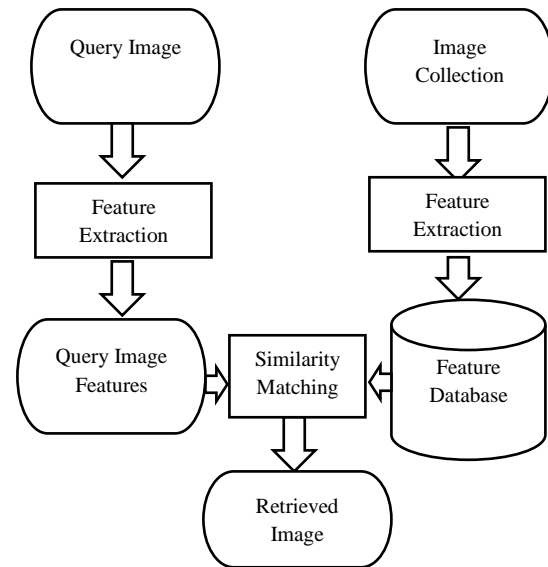 Query Image
Image
Collection
Feature
Extraction
Feature
Extraction
Query Image
Features
Similarity
Matching
Feature
Database
Retrieved
Image